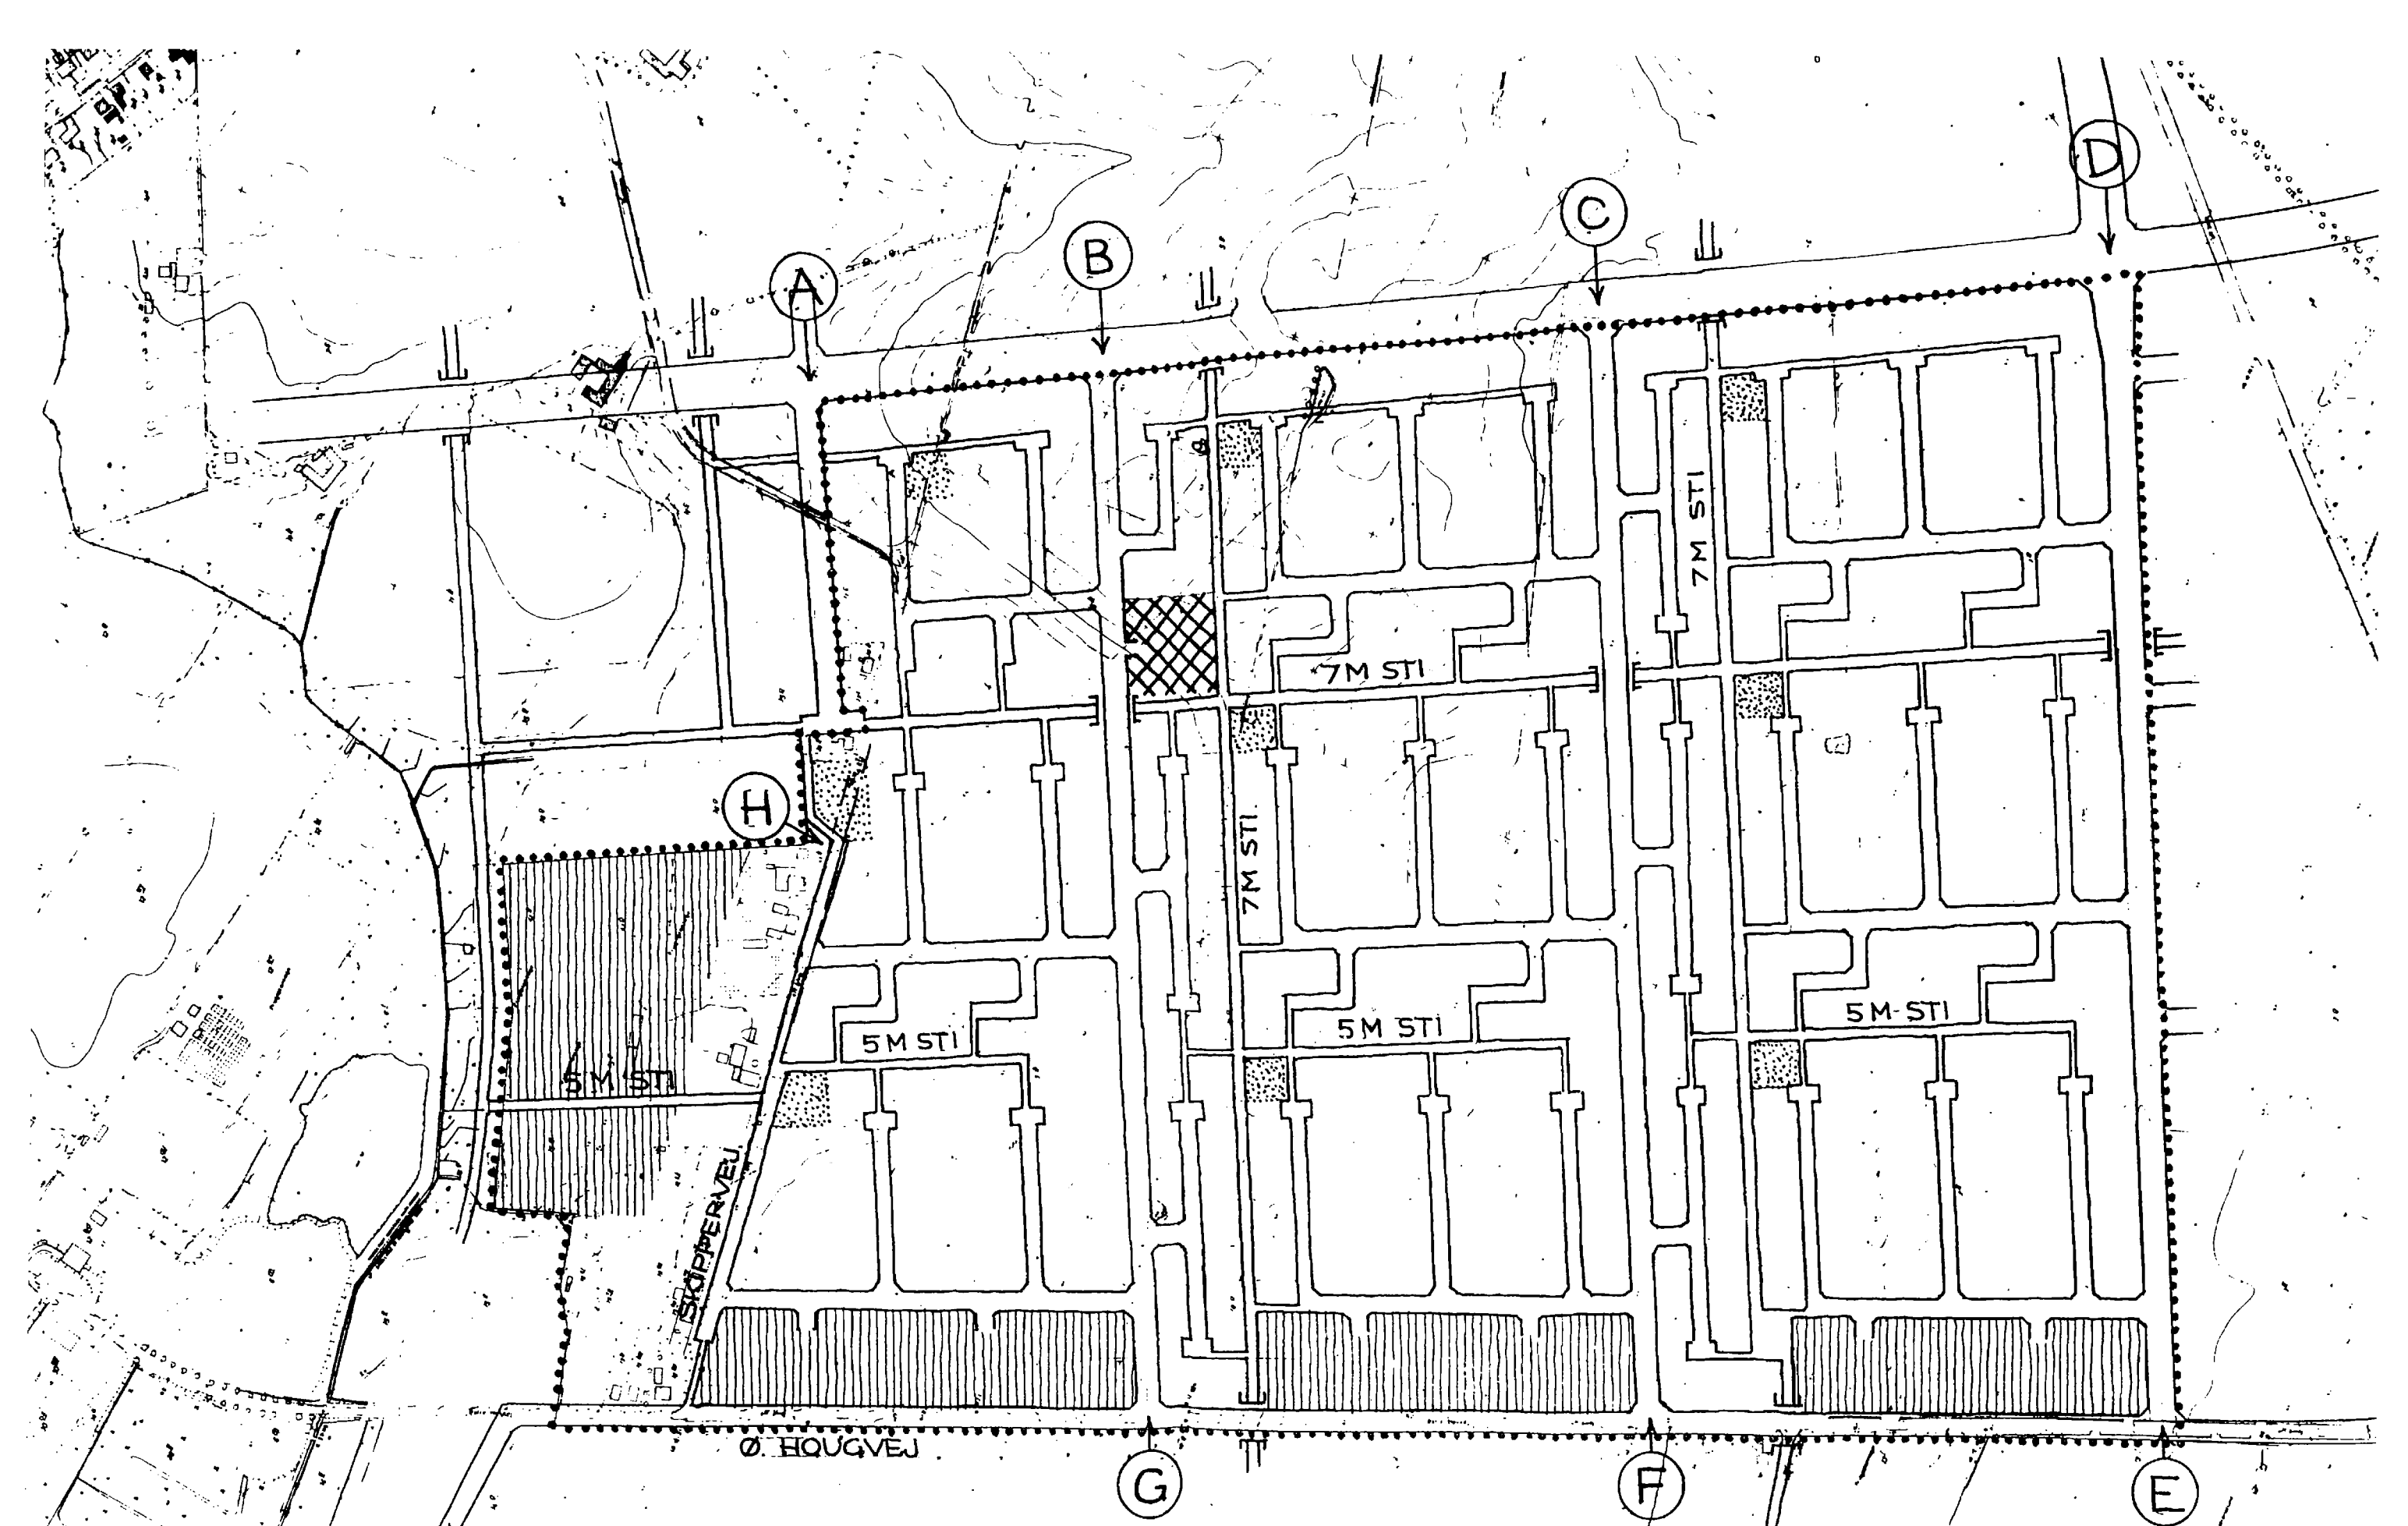 D
C
B
A
7M STI
7M STI
H
7M STI
5M STI
5M STI
5M STI
5M STI
SKIPPERVEJ
Ø. HOUGVEJ
G
F
E